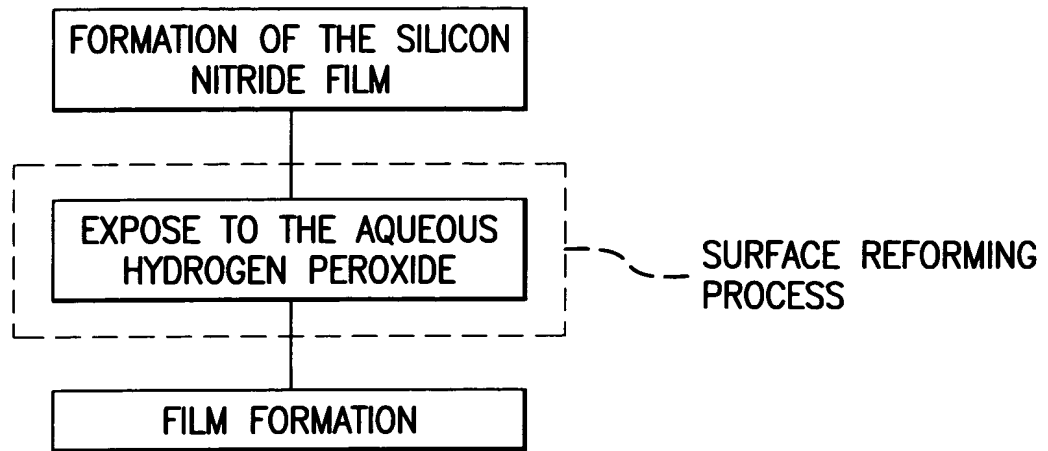 FORMATION OF THE SILICON
NITRIDE FILM
EXPOSE TO THE AQUEOUS
HYDROGEN PEROXIDE
SURFACE REFORMING
PROCESS
FILM FORMATION